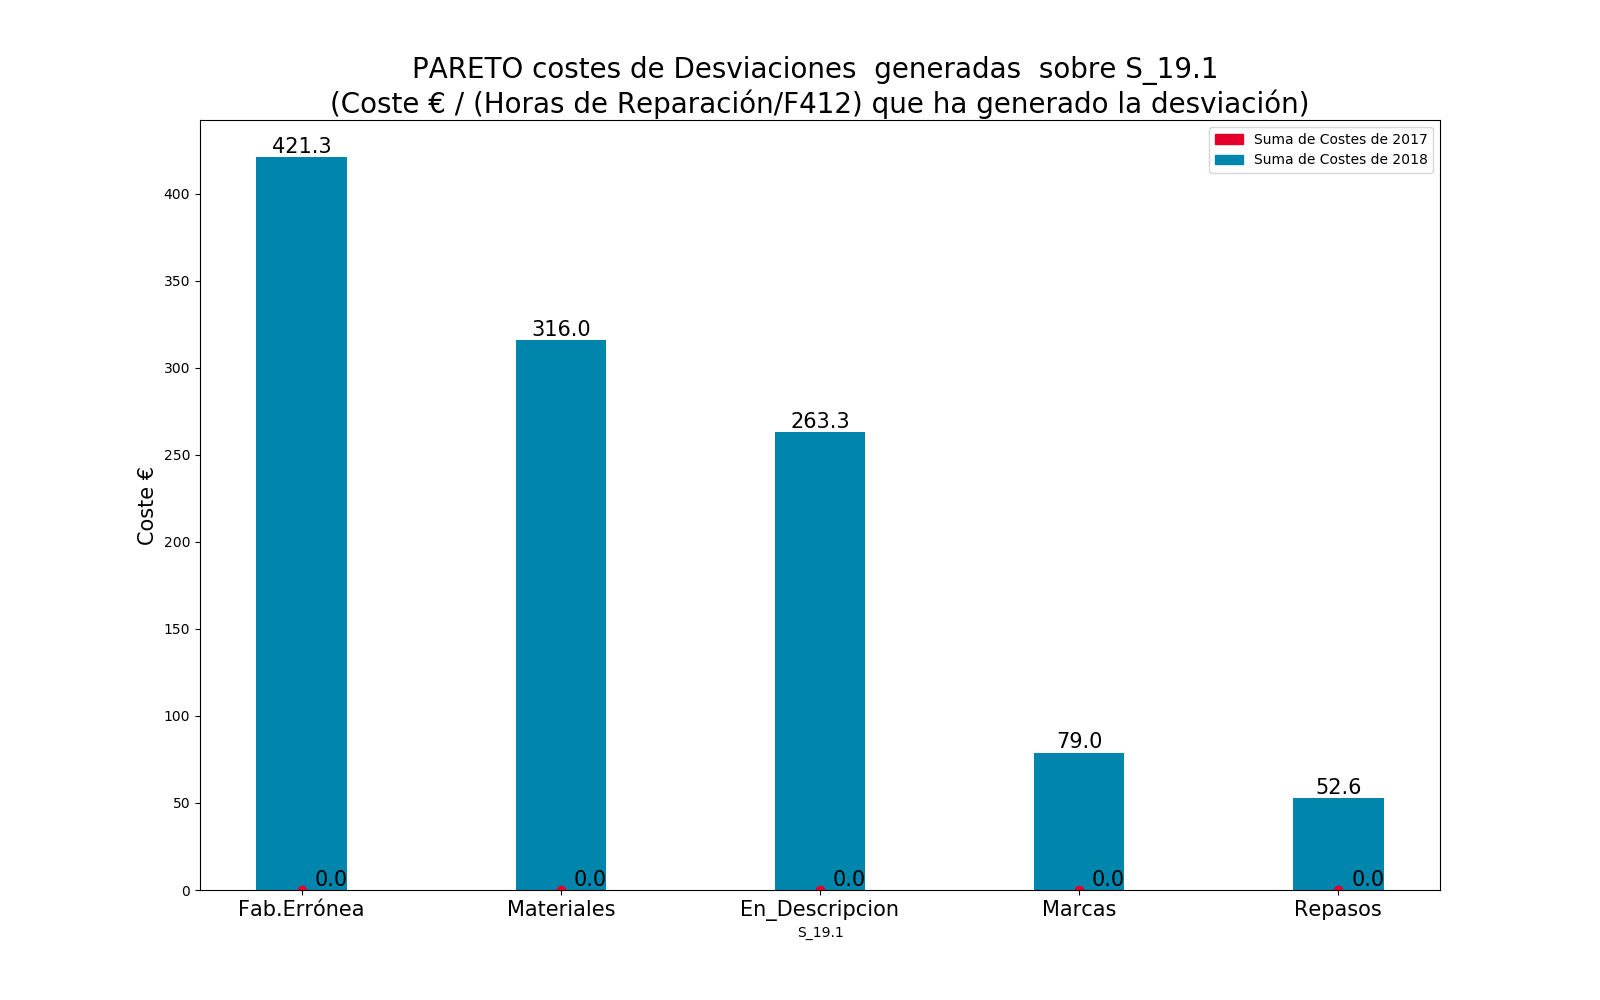 PARETO costes de Desviaciones  generadas  sobre S_19.1
(Coste € / (Horas de Reparación/F412) que ha generado la desviación)
Suma de Costes de 2017
Suma de Costes de 2018
421.3
316.0
263.3
79.0
52.6
0.0
0.0
0.0
0.0
0.0
400
350
300
250
200
150
100
50
0
Coste €
Fab.Errónea
Materiales
En_Descripcion
Marcas
Repasos
S_19.1